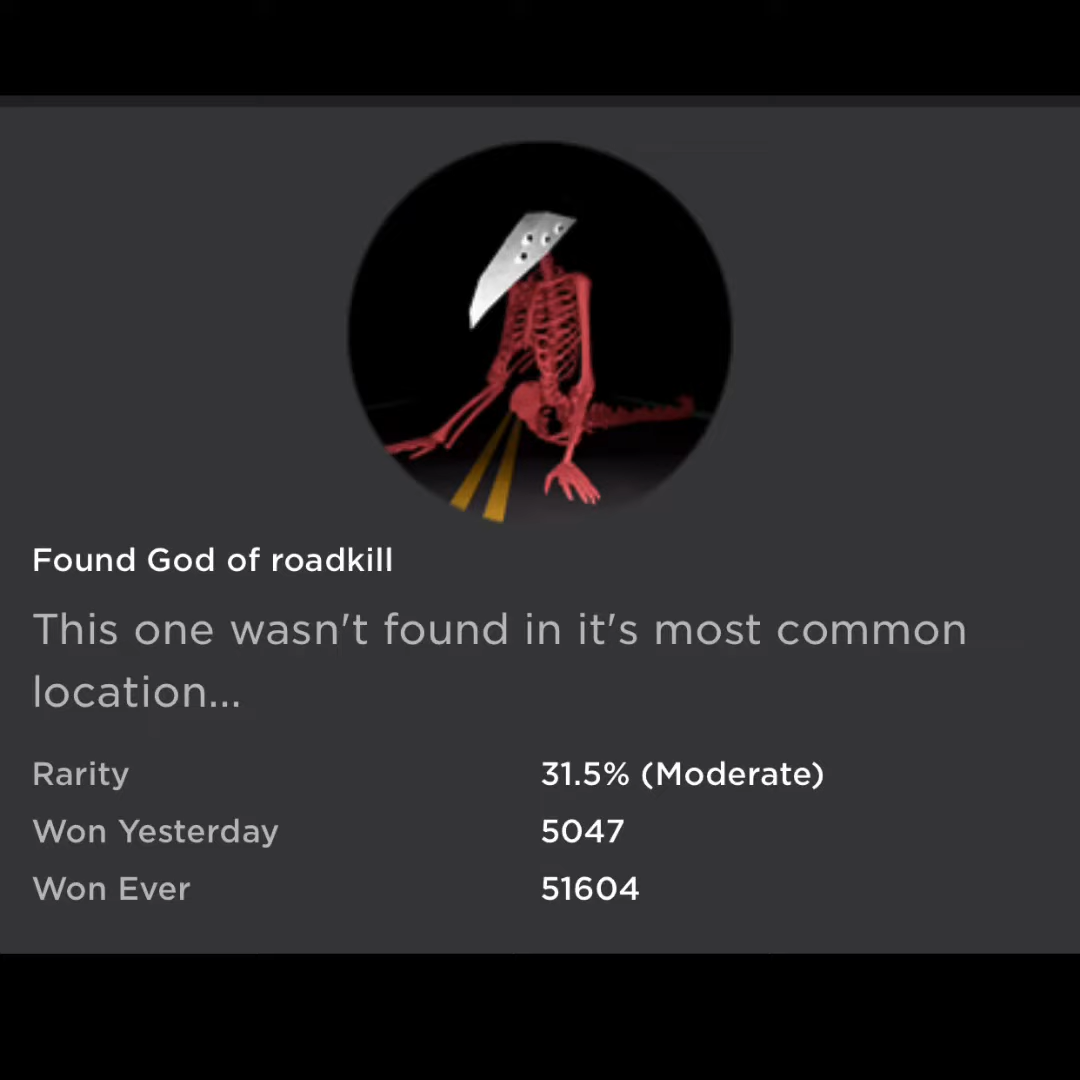 Found God of roadkill
This one wasn't found in it's most common
location...
Rarity 31.5% (Moderate)
Won Yesterday 5047
Won Ever 51604